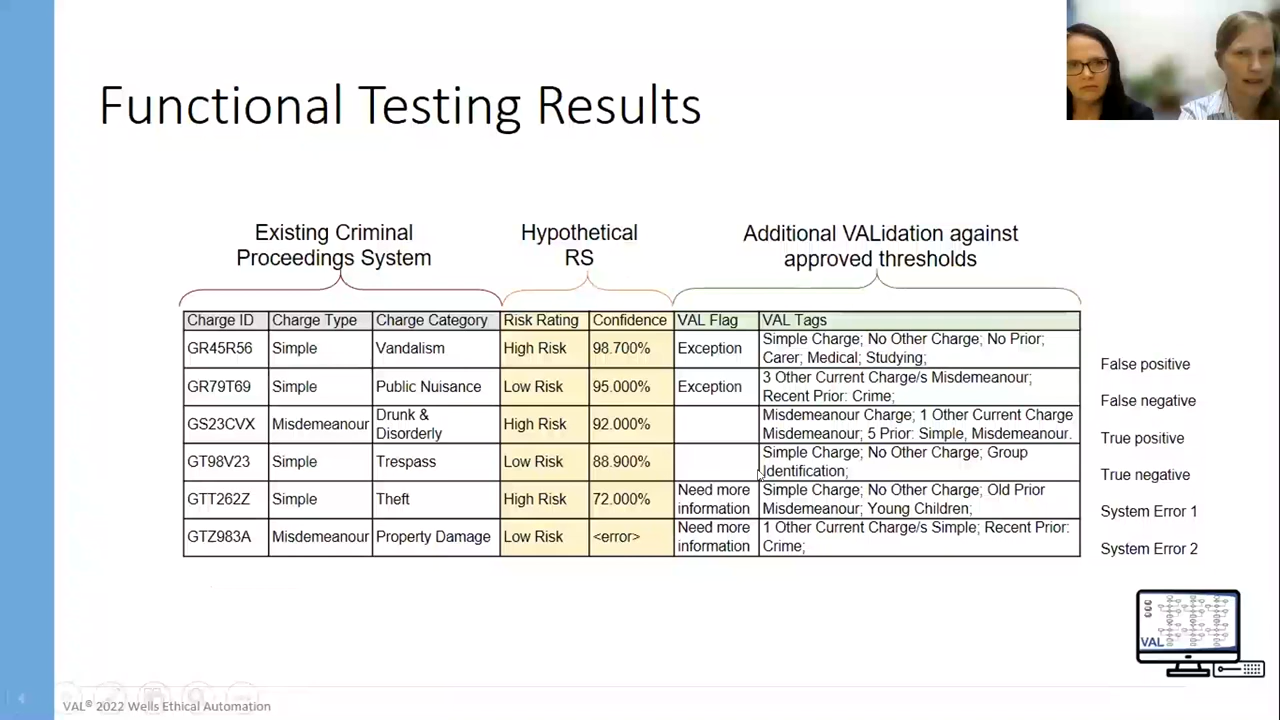 Functional Testing Results
Existing Criminal
Proceedings System
Hypothetical
RS
Additional VALidation against
approved thresholds
Charge ID Charge Type Charge Category Risk Rating Confidence VAL Flag VAL Tags
GR45R56 Simple Vandalism High Risk 98.700% Exception Simple Charge; No Other Charge; No Prior;
Carer; Medical; Studying;
False positive
GR79T69 Simple Public Nuisance Low Risk 95.000% Exception 3 Other Current Charge/s Misdemeanour;
Recent Prior: Crime;
False negative
GS23CVX Misdemeanour Drunk & Misdemeanour Charge; 1 Other Current Charge
Disorderly High Risk 92.000% Misdemeanour; 5 Prior: Simple, Misdemeanour.
True positive
GT98V23 Simple Trespass Low Risk 88.900% Simple Charge; No Other Charge; Group
Identification;
True negative
GTT262Z Simple Theft High Risk 72.000% Need more Simple Charge; No Other Charge; Old Prior
information Misdemeanour; Young Children;
System Error 1
GTZ983A Misdemeanour Property Damage Low Risk <error> Need more 1 Other Current Charge/s Simple; Recent Prior:
information Crime;
System Error 2
VAL
VAL© 2022 Wells Ethical Automation